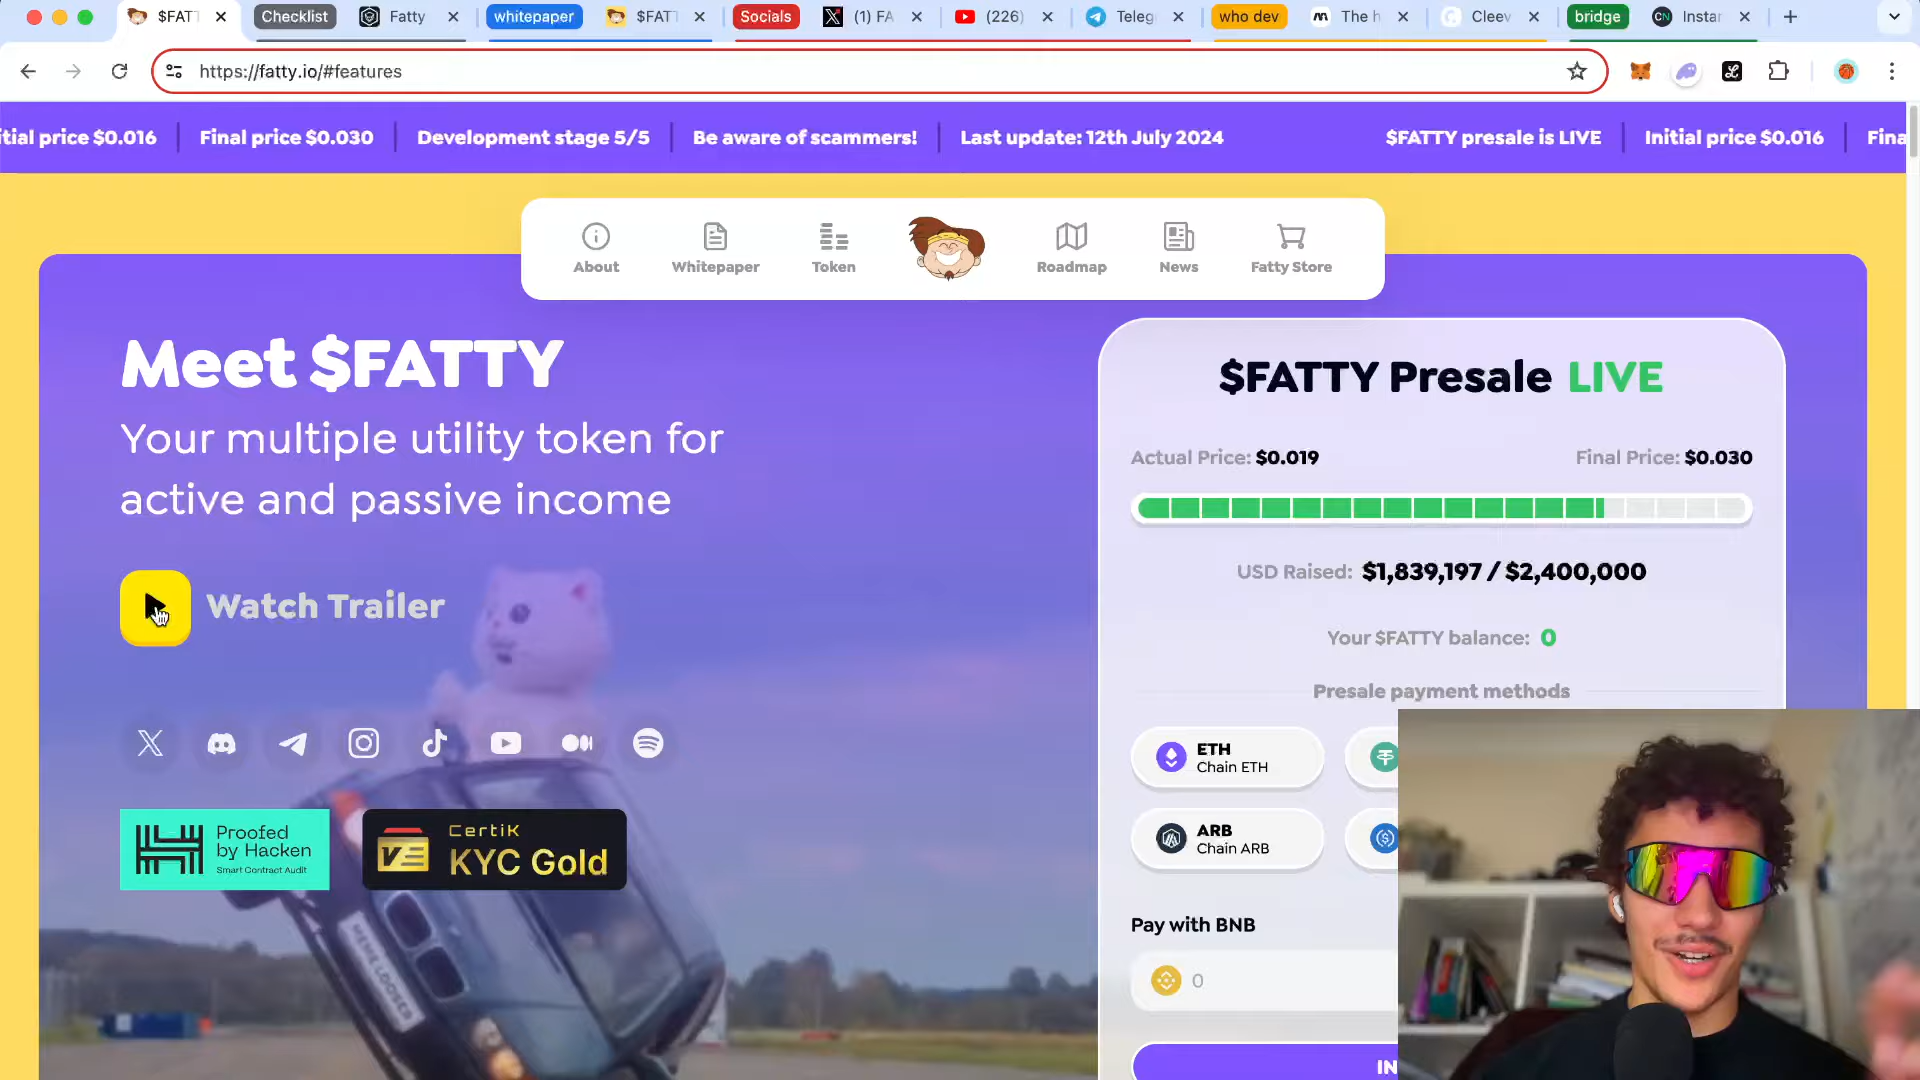 $FATT
Checklist
Fatty
whitepaper
$FATT
Socials
(1) FA
(226)
Teleg
who dev
The h
Cleev
bridge
Instar
https://fatty.io/#features
itial price $0.016
Final price $0.030
Development stage 5/5
Be aware of scammers!
Last update: 12th July 2024
$FATTY presale is LIVE
Initial price $0.016
Fina
About
Whitepaper
Token
Roadmap
News
Fatty Store
Meet $FATTY
Your multiple utility token for
active and passive income
Watch Trailer
Proofed
by Hacken
Smart Contract Audit
CertiK
KYC Gold
MEME LOOSER
$FATTY Presale LIVE
Actual Price: $0.019
Final Price: $0.030
USD Raised: $1,839,197 / $2,400,000
Your $FATTY balance: 0
Presale payment methods
ETH
Chain ETH
ARB
Chain ARB
Pay with BNB
0
IN